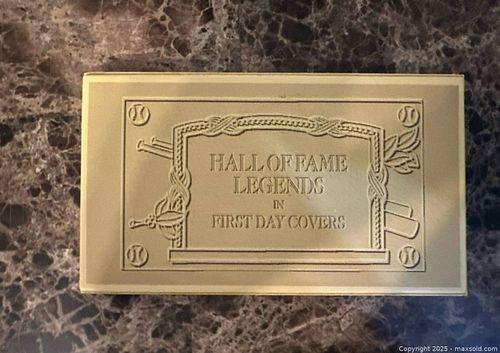 HALL OF FAME
LEGENDS
IN
FIRST DAY COVERS
Copyright 2025 - maxsold.com